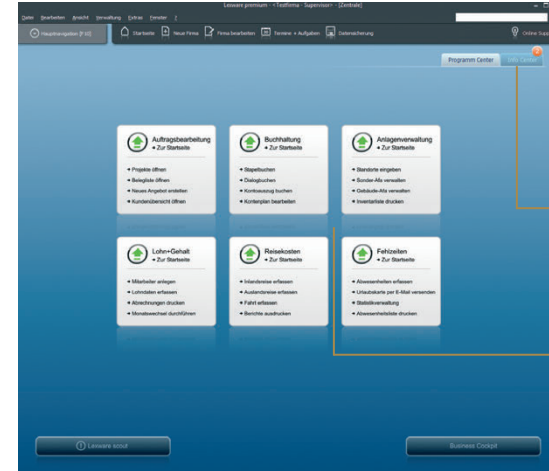 Lexware premium - <Testfirma - Supervisor> - [Zentrale]
Datei Bearbeiten Ansicht Verwaltung Extras Fenster ?
Hauptnavigation [F10] Startseite Neue Firma Firma bearbeiten Termine + Aufgaben Datensicherung Online Supp
Programm Center Info Center
Auftragsbearbeitung
Zur Startseite
Projekte öffnen
Belegliste öffnen
Neues Angebot erstellen
Kundenübersicht öffnen
Buchhaltung
Zur Startseite
Stapelbuchen
Dialogbuchen
Kontoauszug buchen
Kontenplan bearbeiten
Anlagenverwaltung
Zur Startseite
Standorte eingeben
Sonder-Afa verwalten
Gebäude-Afa verwalten
Inventarliste drucken
Lohn+Gehalt
Zur Startseite
Mitarbeiter anlegen
Lohndaten erfassen
Abrechnungen drucken
Monatswechsel durchführen
Reisekosten
Zur Startseite
Inlandsreise erfassen
Auslandsreise erfassen
Fahrt erfassen
Berichte ausdrucken
Fehlzeiten
Zur Startseite
Abwesenheiten erfassen
Urlaubskarte per E-Mail versenden
Statistikverwaltung
Abwesenheitsliste drucken
Lexware scout
Business Cockpit